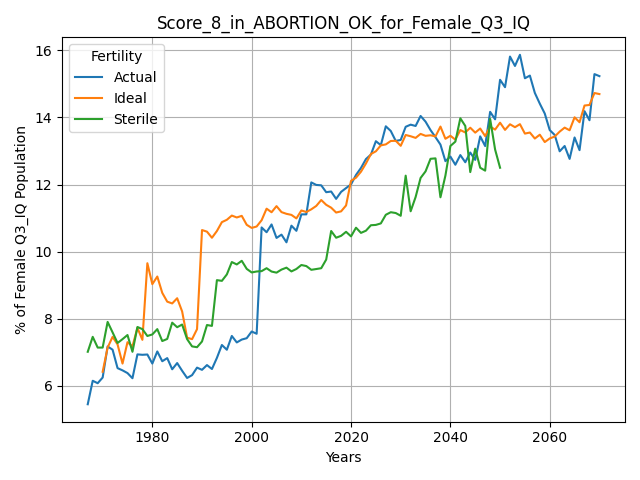 Score_8_in_ABORTION_OK_for_Female_Q3_IQ
Fertility
Actual
Ideal
Sterile
% of Female Q3_IQ Population
16
14
12
10
8
6
1980
2000
2020
2040
2060
Years